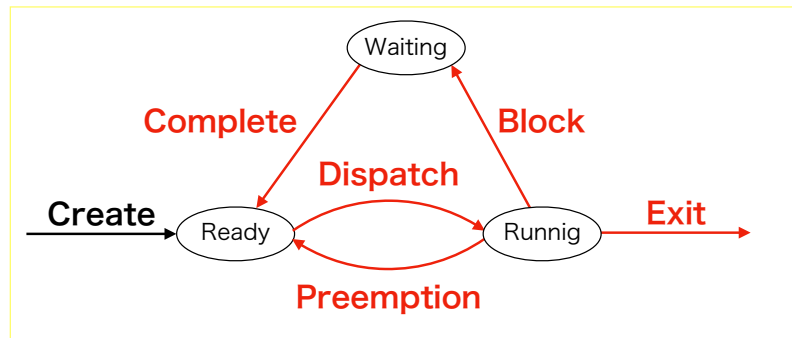 Waiting
Complete
Block
Dispatch
Create
Ready
Runnig
Exit
Preemption